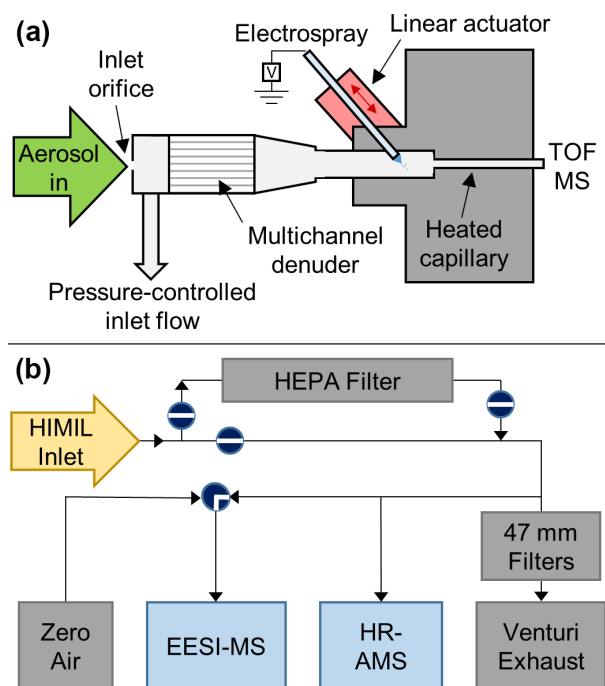 (a)
Electrospray
Linear actuator
V
Inlet
orifice
Aerosol
in
TOF
MS
Multichannel
denuder
Heated
capillary
Pressure-controlled
inlet flow
(b)
HEPA Filter
HIMIL
Inlet
47 mm
Filters
Zero
Air
EESI-MS
HR-
AMS
Venturi
Exhaust